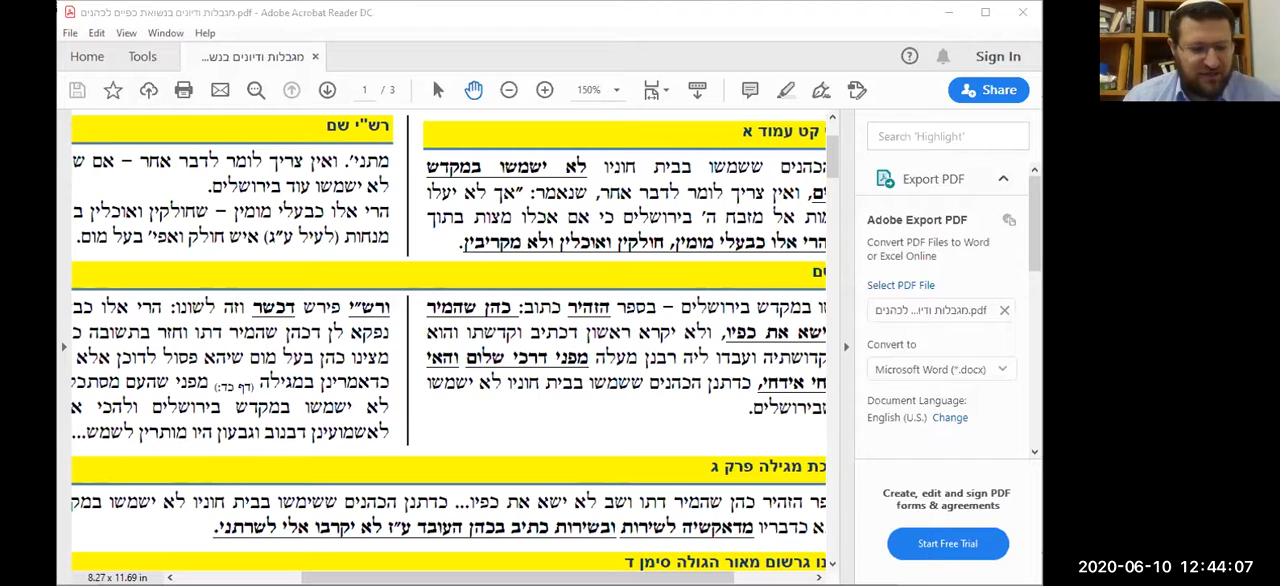 מגבלות ודיונים בנשואת כפיים לכהנים.pdf - Adobe Acrobat Reader DC
File Edit View Window Help
Home Tools
מגבלות ודיונים בנש... ×
Sign In
1 / 3
150%
Share
קט עמוד א
הכהנים ששמשו בבית חוניו לא ישמשו במקדש
ואין צריך לומר לדבר אחר, שנאמר: "אך לא יעלו
אל מזבח ה' בירושלים כי אם אכלו מצות בתוך
הרי אלו כבעלי מומין, חולקין ואוכלין ולא מקריבין.
רש"י שם
מתני'. ואין צריך לומר לדבר אחר – אם ש
לא ישמשו עוד בירושלים.
הרי אלו כבעלי מומין – שחולקין ואוכלין ב
מנחות (לעיל ע"ג) איש חולק ואפי' בעל מום.
במקדש בירושלים – בספר הזהיר כתוב: כהן שהמיר
ישא את כפיו, ולא יקרא ראשון דכתיב וקדשתו והוא
קדושתיה ועבדו ליה רבנן מעלה מפני דרכי שלום והאי
אידחי, כדתנן הכהנים ששמשו בבית חוניו לא ישמשו
שבירושלים.
ורש"י פירש דכשר וזה לשונו: הרי אלו כב
נפקא לן דכהן שהמיר דתו וחזר בתשובה כ
מצינו כהן בעל מום שיהא פסול לדוכן אלא
כדאמרינן במגילה (דף כד:) מפני שהעם מסתכל
לא ישמשו במקדש בירושלים ולהכי א
לאשמועינן דבנוב וגבעון היו מותרין לשמש...
מגילה פרק ג
הזהיר כהן שהמיר דתו ושב לא ישא את כפיו... כדתנן הכהנים ששימשו בבית חוניו לא ישמשו במק
כדבריו מדאקשיה לשירות ובשירות כתיב בכהן העובד ע"ז לא יקרבו אלי לשרתני.
גרשום מאור הגולה סימן ד
8.27 x 11.69 in
Search 'Highlight'
Export PDF
Adobe Export PDF
Convert PDF Files to Word
or Excel Online
Select PDF File
מגבלות ודיו... לכהנים.pdf
Convert to
Microsoft Word (*.docx)
Document Language:
English (U.S.) Change
Create, edit and sign PDF
forms & agreements
Start Free Trial
2020-06-10 12:44:07